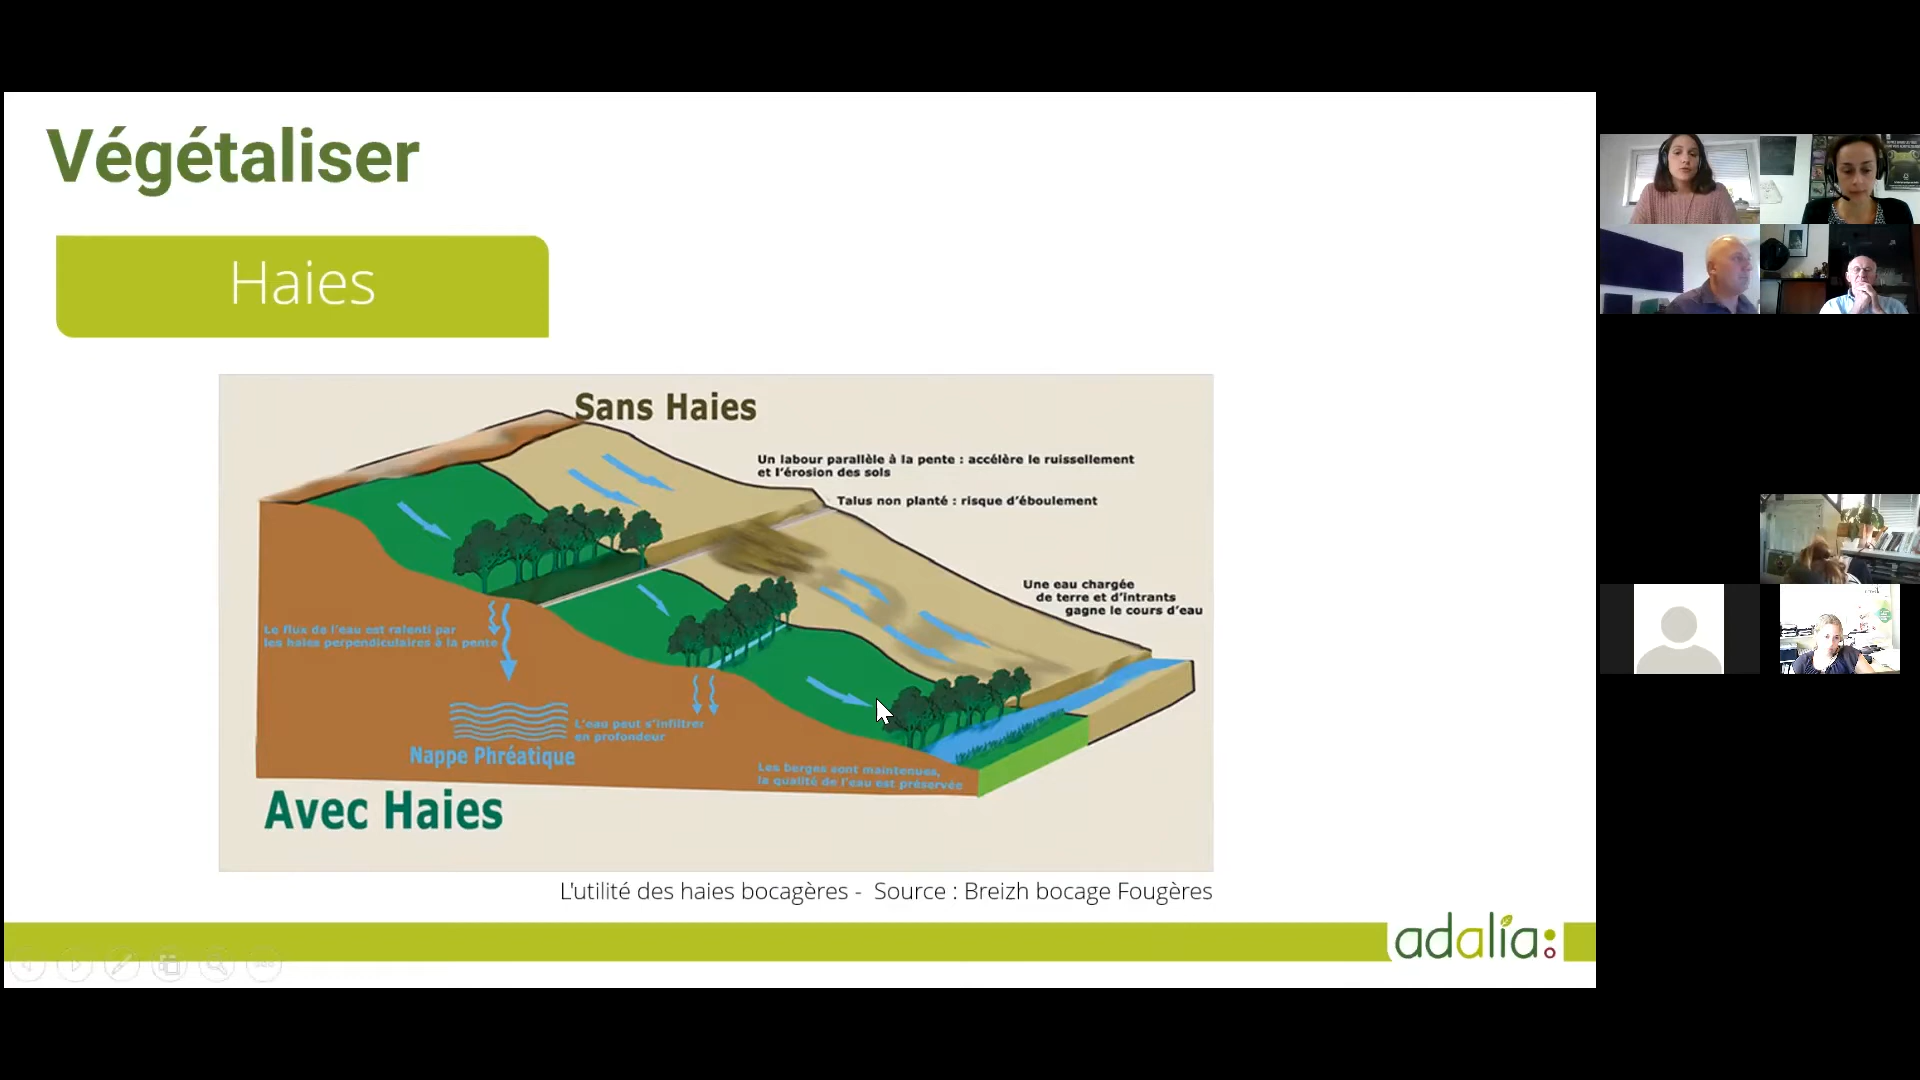 Végétaliser
Haies
Sans Haies
Un labour parallèle à la pente : accélère le ruissellement
et l'érosion des sols
Talus non planté : risque d'éboulement
Une eau chargée
de terre et d'intrants
gagne le cours d'eau
Le flux de l'eau est ralenti par
les haies perpendiculaires à la pente
L'eau peut s'infiltrer
en profondeur
Nappe Phréatique
Les berges sont maintenues,
la qualité de l'eau est préservée
Avec Haies
L'utilité des haies bocagères - Source : Breizh bocage Fougères
adalia